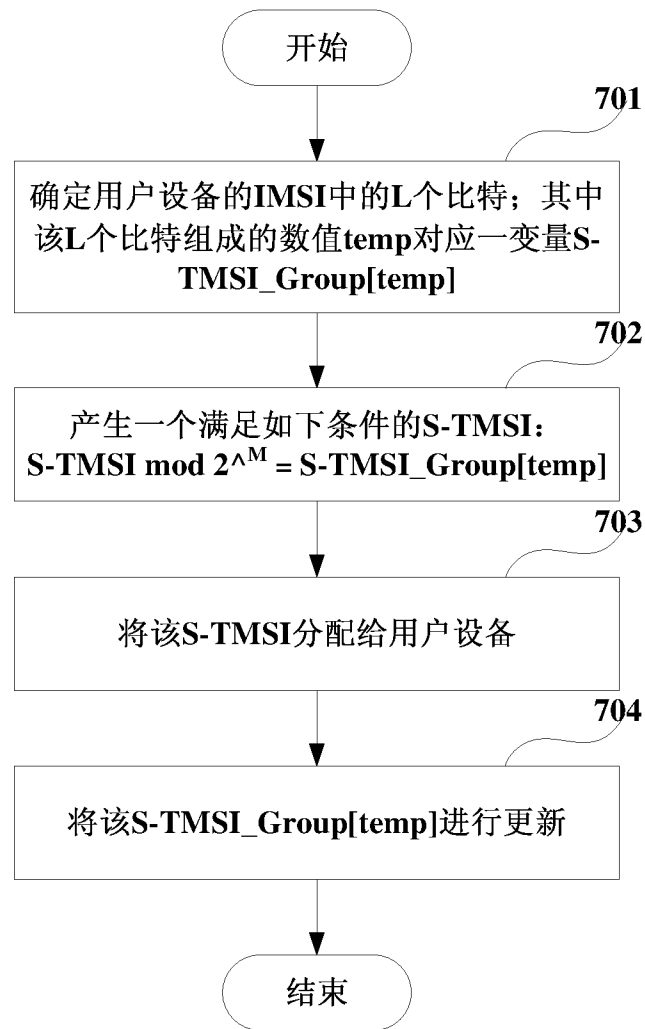 开始
701
确定用户设备的IMSI中的L个比特；其中
该L个比特组成的数值temp对应一变量S-
TMSI_Group[temp]
702
产生一个满足如下条件的S-TMSI：
S-TMSI mod 2^M = S-TMSI_Group[temp]
703
将该S-TMSI分配给用户设备
704
将该S-TMSI_Group[temp]进行更新
结束